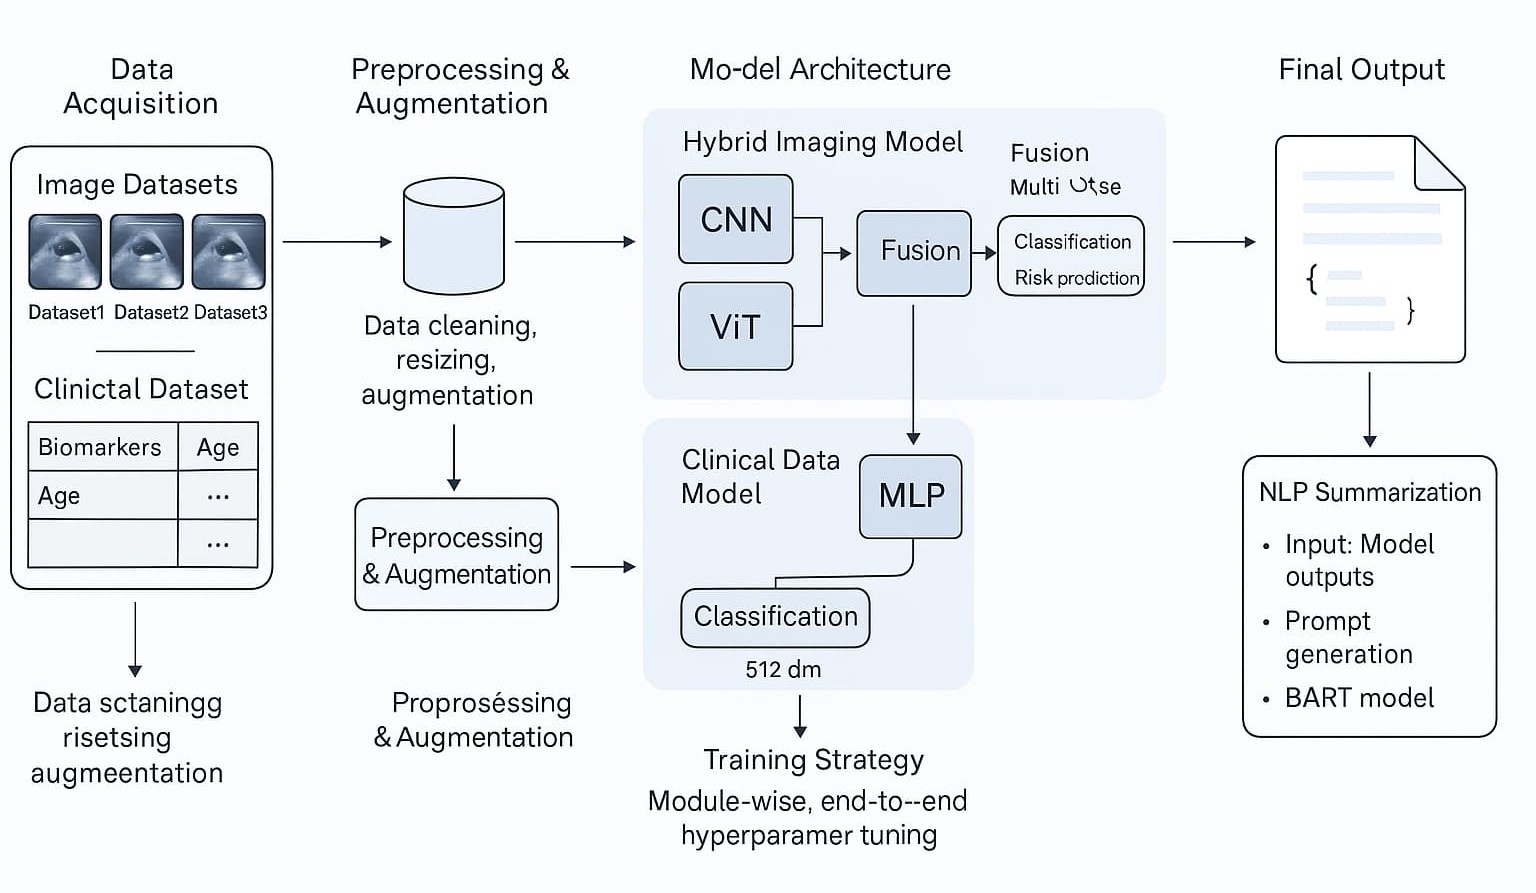 Data
Acquisition
Image Datasets
Dataset1 Dataset2 Dataset3
Clinictal Dataset
Biomarkers Age
Age ...
...
Data sctaningg
risetsing
augmeentation
Preprocessing &
Augmentation
Data cleaning,
resizing,
augmentation
Preprocessing
& Augmentation
Proproséssing
& Augmentation
Mo-del Architecture
Hybrid Imaging Model
CNN
ViT
Fusion
Fusion
Multi
Classification
Risk prediction
Clinical Data
Model
MLP
Classification
512 dm
Training Strategy
Module-wise, end-to--end
hyperparamer tuning
Final Output
{
}
NLP Summarization
• Input: Model
outputs
• Prompt
generation
• BART model